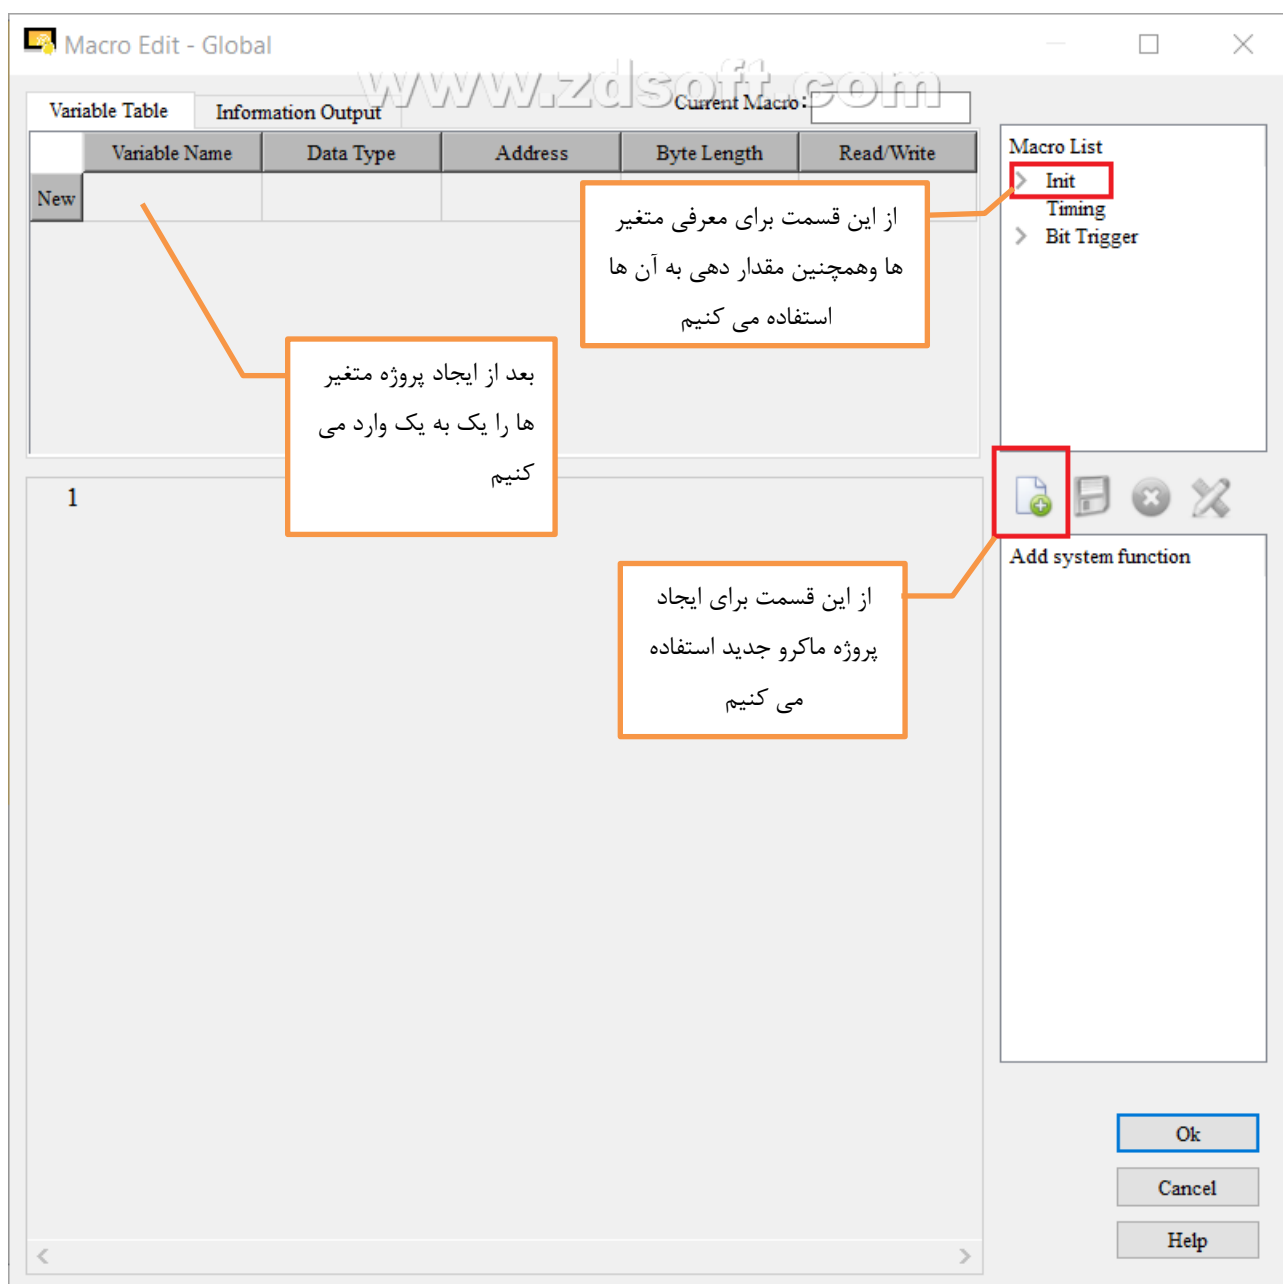 Macro Edit - Global
www.zdsoft.com
Variable Table
Information Output
Current Macro:
Variable Name
Data Type
Address
Byte Length
Read/Write
New
Macro List
Init
Timing
Bit Trigger
از این قسمت برای معرفی متغیر
ها وهمچنین مقدار دهی به آن ها
استفاده می کنیم
بعد از ایجاد پروژه متغیر
ها را یک به یک وارد می
کنیم
1
Add system function
از این قسمت برای ایجاد
پروژه ماکرو جدید استفاده
می کنیم
Ok
Cancel
Help